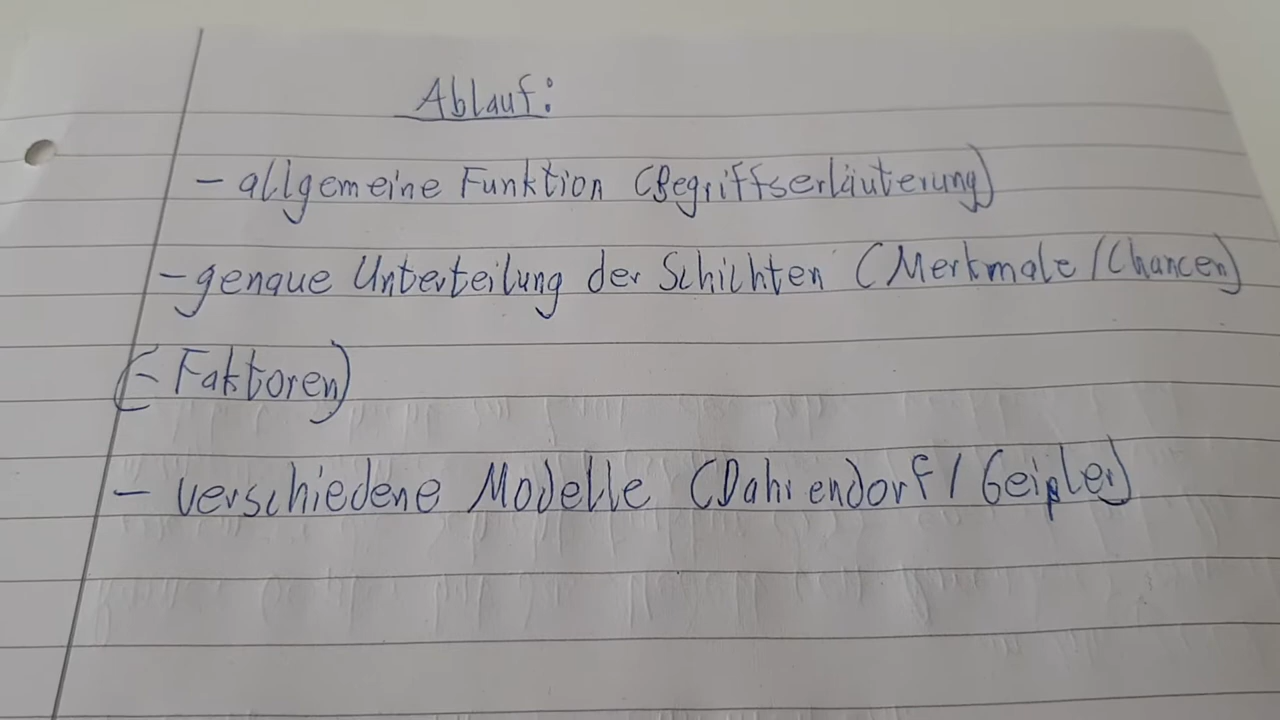 Ablauf:
- allgemeine Funktion (Begriffserläuterung)
- genaue Unterteilung der Schichten (Merkmale/Chancen)
(- Faktoren)
- verschiedene Modelle (Dahrendorf/Geißler)